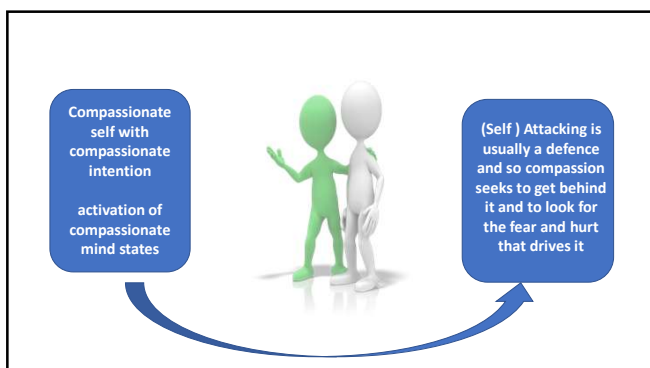 Compassionate
self with
compassionate
intention
activation of
compassionate
mind states
(Self ) Attacking is
usually a defence
and so compassion
seeks to get behind
it and to look for
the fear and hurt
that drives it